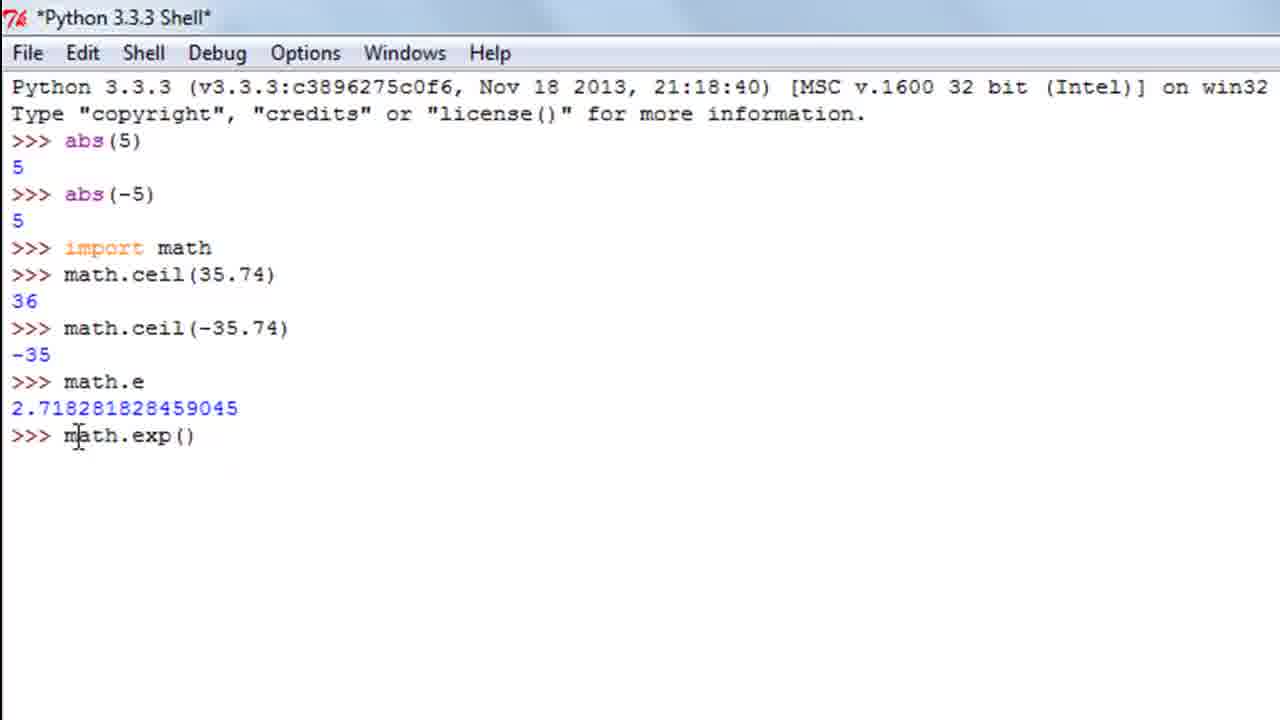 *Python 3.3.3 Shell*
File Edit Shell Debug Options Windows Help
Python 3.3.3 (v3.3.3:c3896275c0f6, Nov 18 2013, 21:18:40) [MSC v.1600 32 bit (Intel)] on win32
Type "copyright", "credits" or "license()" for more information.
>>> abs(5)
5
>>> abs(-5)
5
>>> import math
>>> math.ceil(35.74)
36
>>> math.ceil(-35.74)
-35
>>> math.e
2.718281828459045
>>> math.exp()